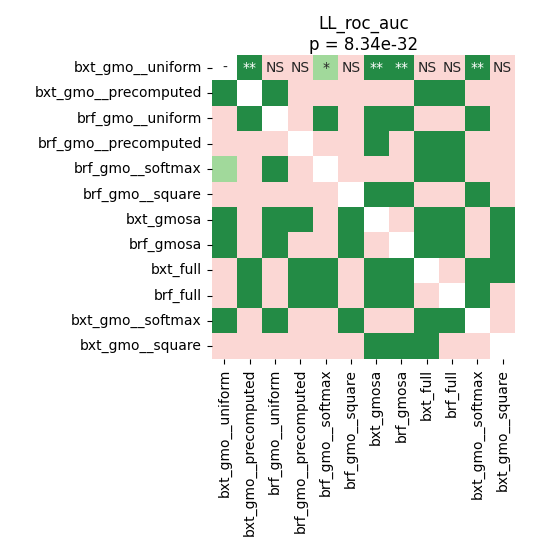 LL_roc_auc
p = 8.34e-32
bxt_gmo__uniform - ** NS NS * NS ** ** NS NS ** NS
bxt_gmo__precomputed
brf_gmo__uniform
brf_gmo__precomputed
brf_gmo__softmax
brf_gmo__square
bxt_gmosa
brf_gmosa
bxt_full
brf_full
bxt_gmo__softmax
bxt_gmo__square
bxt_gmo__uniform
bxt_gmo__precomputed
brf_gmo__uniform
brf_gmo__precomputed
brf_gmo__softmax
brf_gmo__square
bxt_gmosa
brf_gmosa
bxt_full
brf_full
bxt_gmo__softmax
bxt_gmo__square